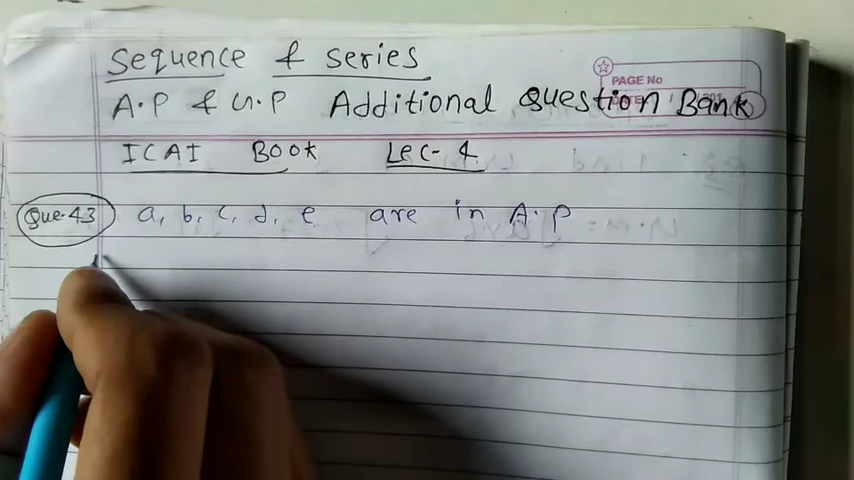 Sequence & series
PAGE No
A.P & G.P Additional Question Bank
ICAI Book Lec-4
Que.43 a, b, c, d, e are in A.P